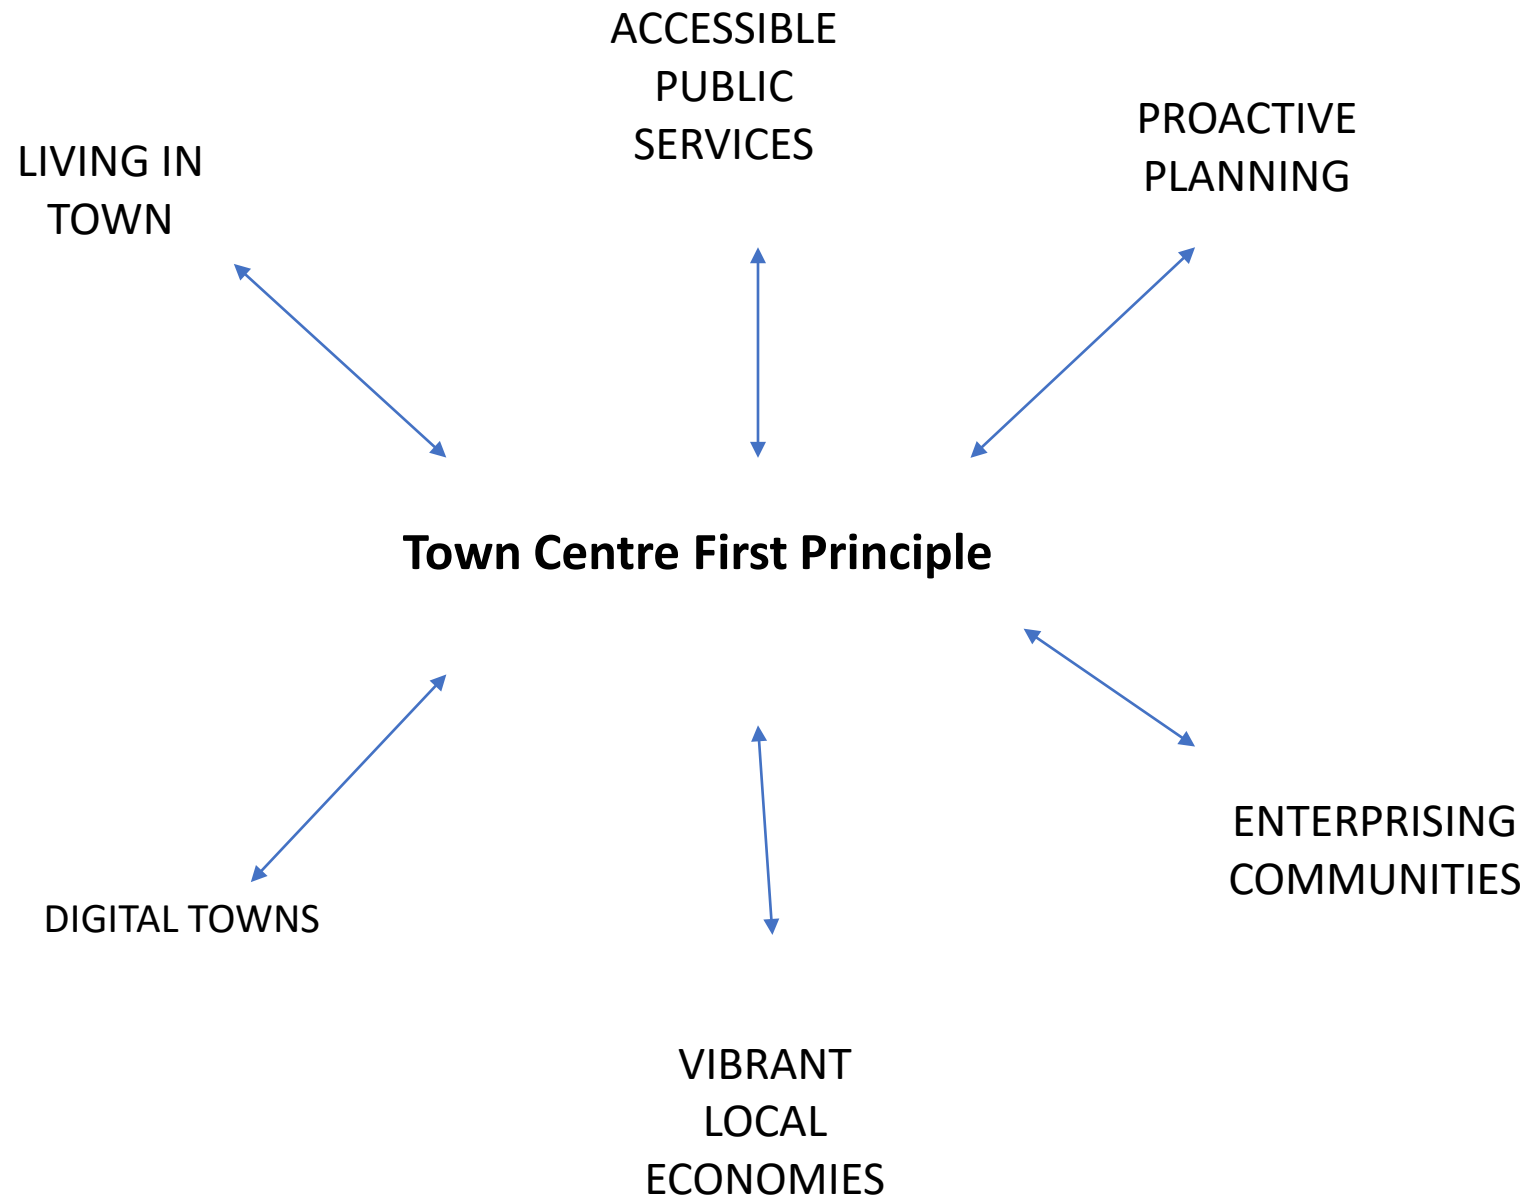 ACCESSIBLE
PUBLIC
SERVICES
PROACTIVE
PLANNING
LIVING IN
TOWN
Town Centre First Principle
ENTERPRISING
COMMUNITIES
DIGITAL TOWNS
VIBRANT
LOCAL
ECONOMIES